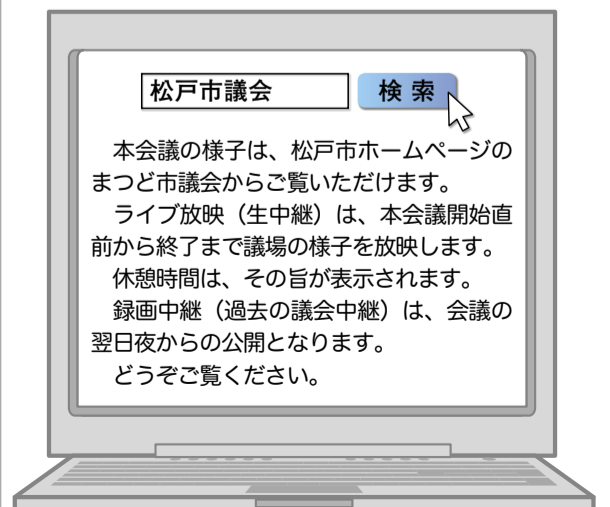 松戸市議会 検索
　本会議の様子は、松戸市ホームページの
まつど市議会からご覧いただけます。
　ライブ放映（生中継）は、本会議開始直
前から終了まで議場の様子を放映します。
　休憩時間は、その旨が表示されます。
　録画中継（過去の議会中継）は、会議の
翌日夜からの公開となります。
　どうぞご覧ください。